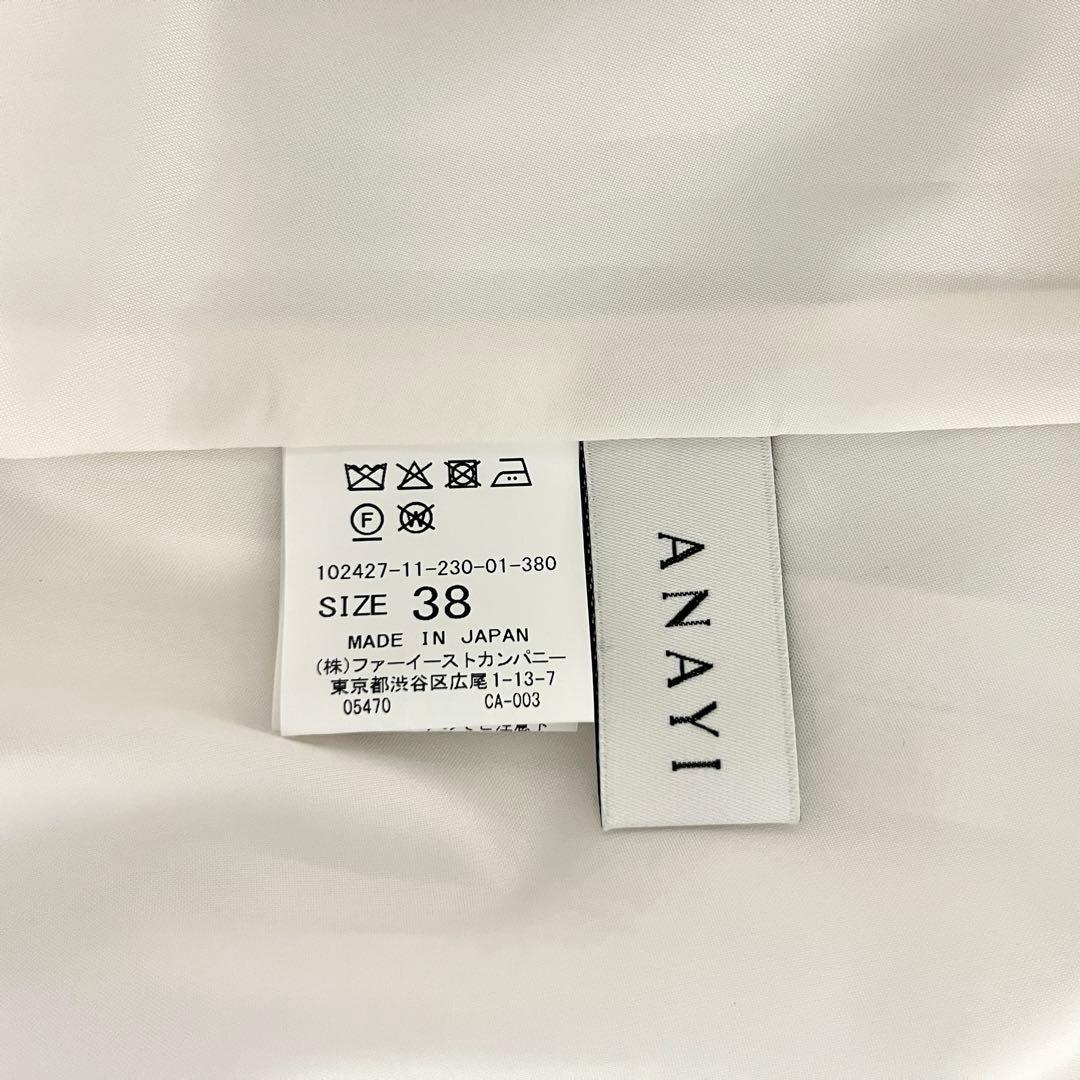 F
W
102427-11-230-01-380
SIZE 38
MADE IN JAPAN
(株)ファーイーストカンパニー
東京都渋谷区広尾1-13-7
05470 CA-003
ANAYI